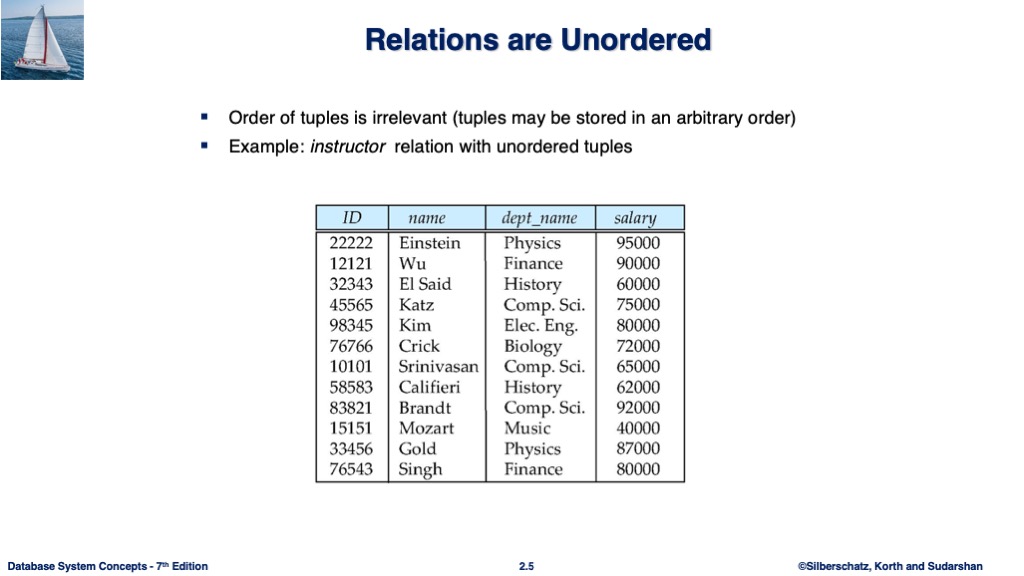 Relations are Unordered
▪ Order of tuples is irrelevant (tuples may be stored in an arbitrary order)
▪ Example: instructor relation with unordered tuples
ID name dept_name salary
22222 Einstein Physics 95000
12121 Wu Finance 90000
32343 El Said History 60000
45565 Katz Comp. Sci. 75000
98345 Kim Elec. Eng. 80000
76766 Crick Biology 72000
10101 Srinivasan Comp. Sci. 65000
58583 Califieri History 62000
83821 Brandt Comp. Sci. 92000
15151 Mozart Music 40000
33456 Gold Physics 87000
76543 Singh Finance 80000
Database System Concepts - 7th Edition 2.5 ©Silberschatz, Korth and Sudarshan